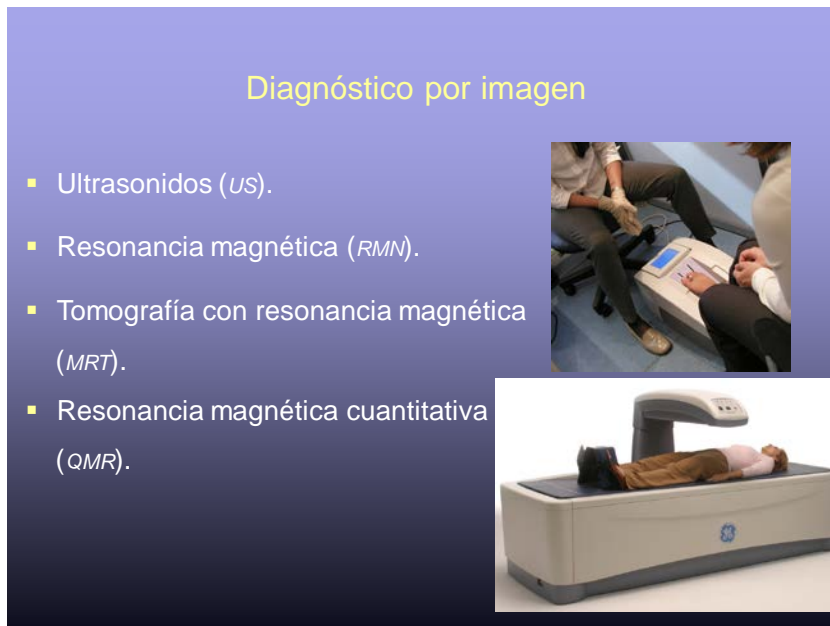 Diagnóstico por imagen
▪ Ultrasonidos (US).
▪ Resonancia magnética (RMN).
▪ Tomografía con resonancia magnética
(MRT).
▪ Resonancia magnética cuantitativa
(QMR).